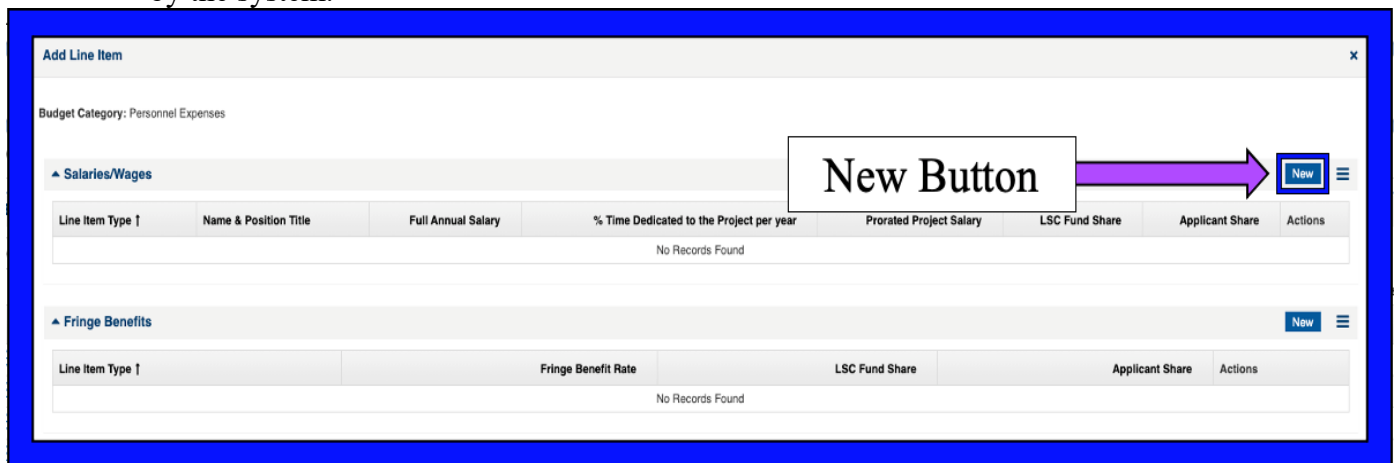 by the system.
Add Line Item ×
Budget Category: Personnel Expenses
New Button
Salaries/Wages New
Line Item Type ↑ Name & Position Title Full Annual Salary % Time Dedicated to the Project per year Prorated Project Salary LSC Fund Share Applicant Share Actions
No Records Found
Fringe Benefits New
Line Item Type ↑ Fringe Benefit Rate LSC Fund Share Applicant Share Actions
No Records Found